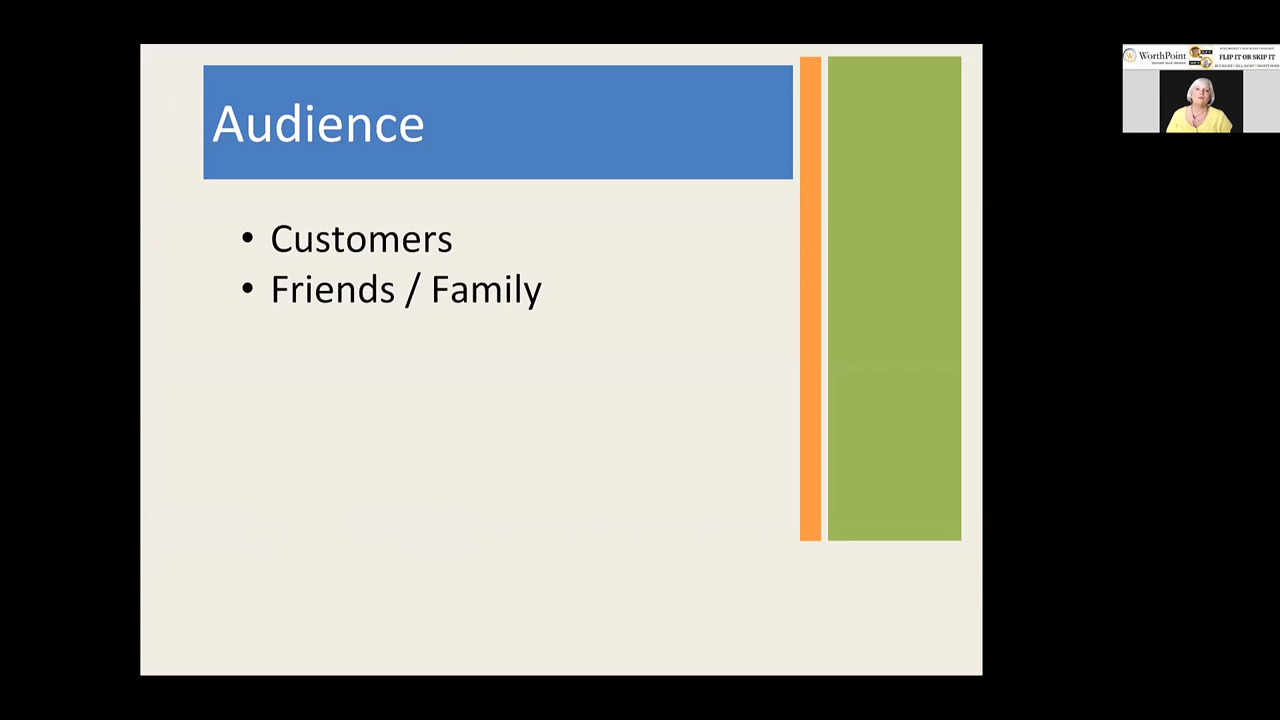 Audience
• Customers
• Friends / Family
WorthPoint
FLIP IT OR SKIP IT